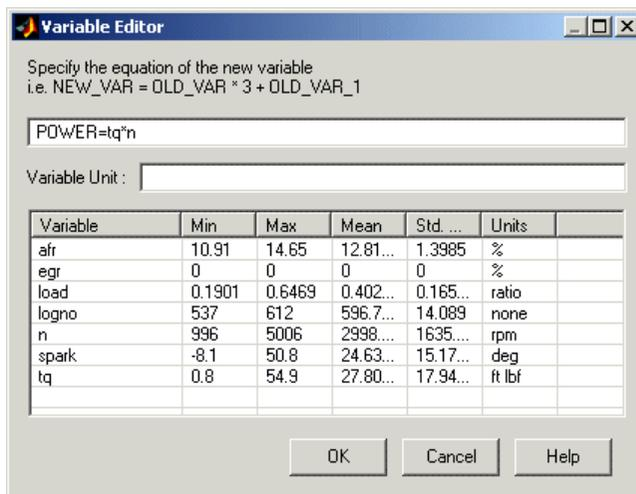 Variable Editor
Specify the equation of the new variable
i.e. NEW_VAR = OLD_VAR * 3 + OLD_VAR_1
POWER=tq*n
Variable Unit :
Variable Min Max Mean Std. ... Units
afr 10.91 14.65 12.81... 1.3985 %
egr 0 0 0 0 %
load 0.1901 0.6469 0.402... 0.165... ratio
logno 537 612 596.7... 14.089 none
n 996 5006 2998.... 1635.... rpm
spark -8.1 50.8 24.63... 15.17... deg
tq 0.8 54.9 27.80... 17.94... ft lbf
OK Cancel Help